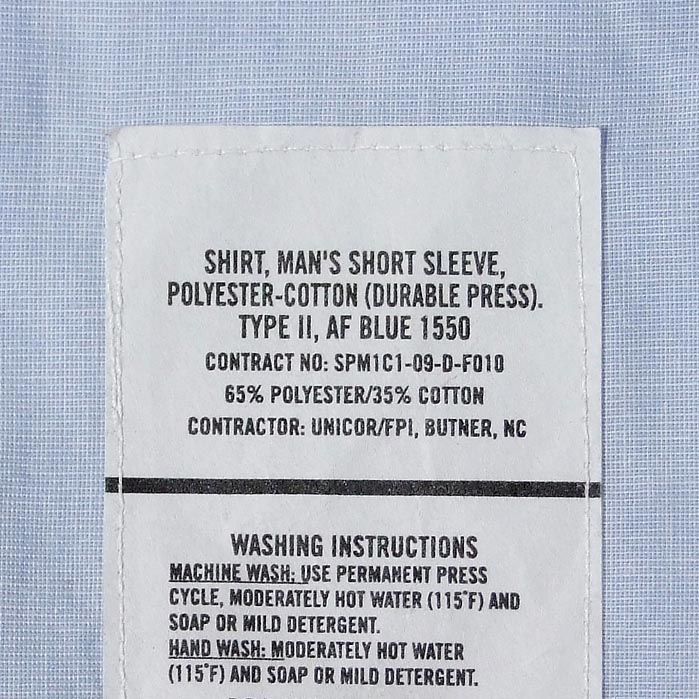 SHIRT, MAN'S SHORT SLEEVE,
POLYESTER-COTTON (DURABLE PRESS).
TYPE II, AF BLUE 1550
CONTRACT NO: SPM1C1-09-D-F010
65% POLYESTER/35% COTTON
CONTRACTOR: UNICOR/FPI, BUTNER, NC
WASHING INSTRUCTIONS
MACHINE WASH: USE PERMANENT PRESS
CYCLE, MODERATELY HOT WATER (115°F) AND
SOAP OR MILD DETERGENT.
HAND WASH: MODERATELY HOT WATER
(115°F) AND SOAP OR MILD DETERGENT.